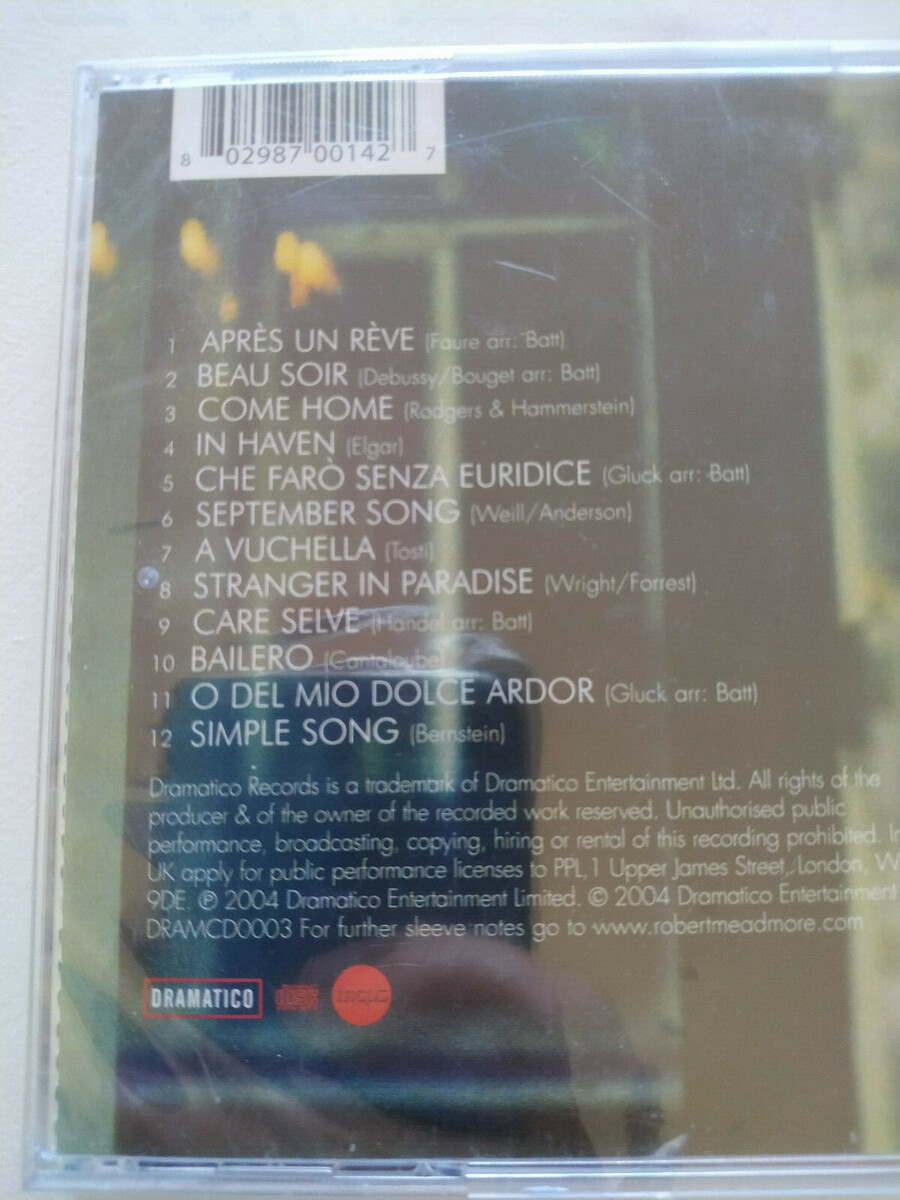 8 02987 00142 7
1 APRÈS UN RÈVE (Faure arr: Batt)
2 BEAU SOIR (Debussy/Bouget arr: Batt)
3 COME HOME (Rodgers & Hammerstein)
4 IN HAVEN (Elgar)
5 CHE FARÒ SENZA EURIDICE (Gluck arr: Batt)
6 SEPTEMBER SONG (Weill/Anderson)
7 A VUCHELLA (Tosti)
8 STRANGER IN PARADISE (Wright/Forrest)
9 CARE SELVE (Handel arr: Batt)
10 BAILERO (Cantaloube)
11 O DEL MIO DOLCE ARDOR (Gluck arr: Batt)
12 SIMPLE SONG (Bernstein)
Dramatico Records is a trademark of Dramatico Entertainment Ltd. All rights of the
producer & of the owner of the recorded work reserved. Unauthorised public
performance, broadcasting, copying, hiring or rental of this recording prohibited. In
UK apply for public performance licenses to PPL,1 Upper James Street, London, W
9DE. ℗ 2004 Dramatico Entertainment Limited. © 2004 Dramatico Entertainment
DRAMCD0003 For further sleeve notes go to www.robertmeadmore.com
DRAMATICO disc mcps